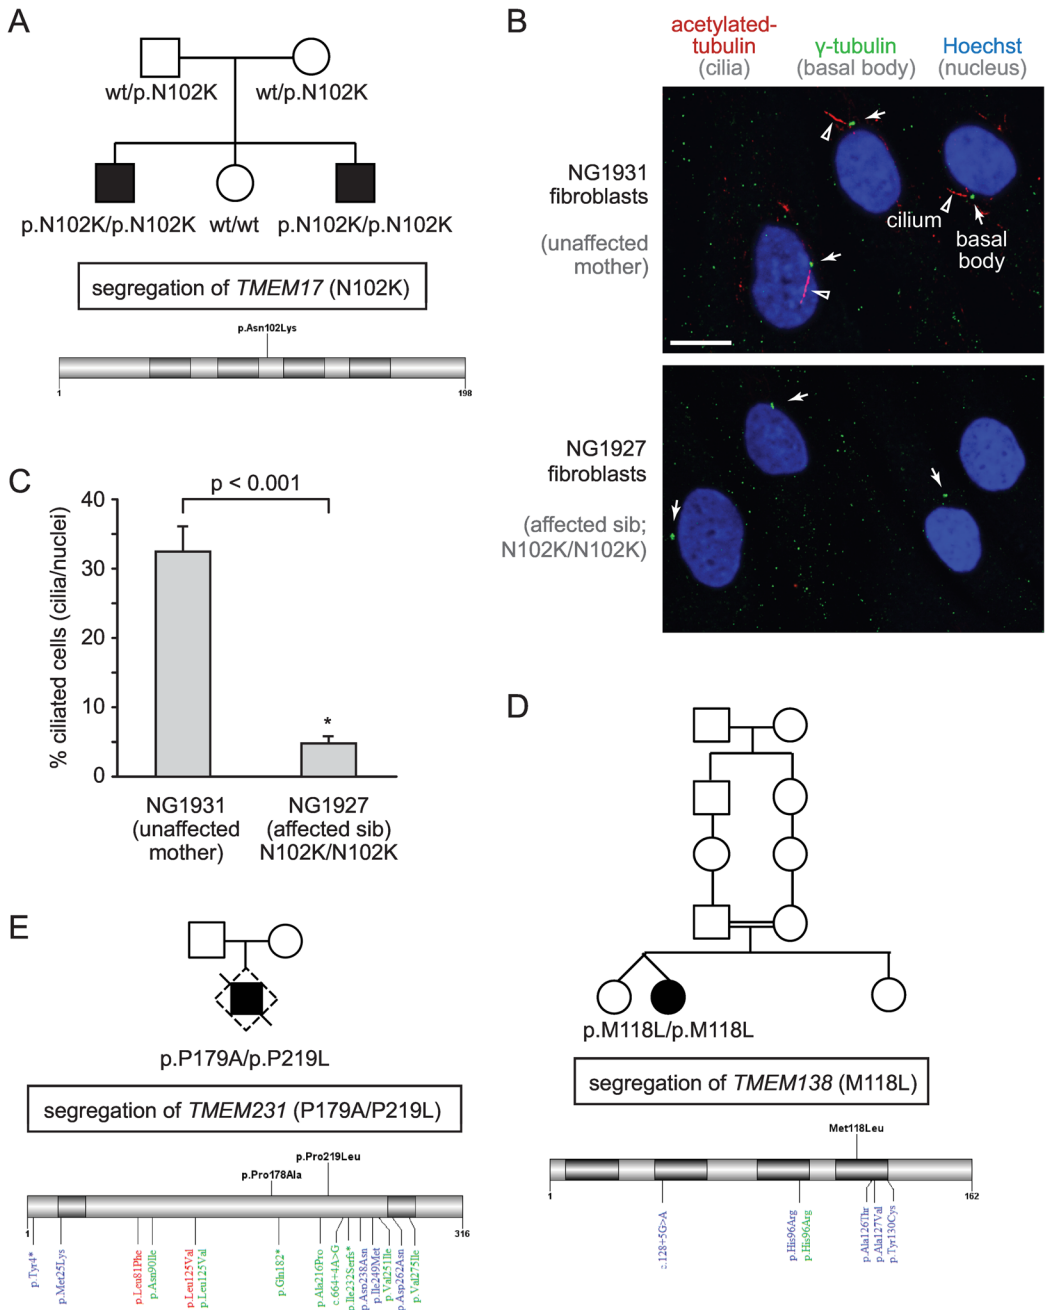 A
wt/p.N102K
wt/p.N102K
p.N102K/p.N102K
wt/wt
p.N102K/p.N102K
segregation of TMEM17 (N102K)
p.Asn102Lys
1
198
B
acetylated-
tubulin
(cilia)
γ-tubulin
(basal body)
Hoechst
(nucleus)
NG1931
fibroblasts
(unaffected
mother)
cilium
basal
body
NG1927
fibroblasts
(affected sib;
N102K/N102K)
C
p < 0.001
% ciliated cells (cilia/nuclei)
40
30
20
10
0
*
NG1931
(unaffected
mother)
NG1927
(affected sib)
N102K/N102K
D
p.M118L/p.M118L
segregation of TMEM138 (M118L)
Met118Leu
1
162
c.128+5G>A
p.His96Arg
p.His96Arg
p.Ala126Thr
p.Ala127Val
p.Tyr130Cys
E
p.P179A/p.P219L
segregation of TMEM231 (P179A/P219L)
p.Pro219Leu
p.Pro178Ala
1
316
p.Tyr4*
p.Met25Lys
p.Leu81Phe
p.Asn90Ile
p.Leu125Val
p.Leu125Val
p.Gln182*
p.Ala216Pro
c.664+4A>G
p.Ile232Serfs*
p.Asp238Asn
p.Ile249Met
p.Val251Ile
p.Asp262Asn
p.Val275Ile